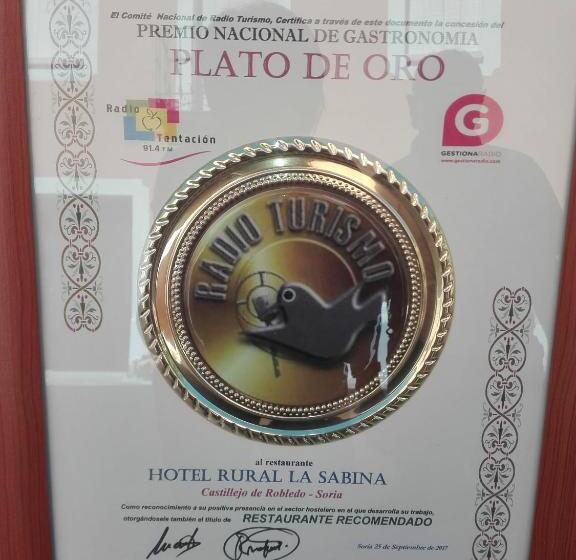 El Comité Nacional de Radio Turismo, Certifica a través de este documento la concesión del
PREMIO NACIONAL DE GASTRONOMIA
PLATO DE ORO
Radio
Tentación
91.4 FM
GESTIONARADIO
www.gestionaradio.com
RADIO TURISMO
al restaurante
HOTEL RURAL LA SABINA
Castillejo de Robledo - Soria
Como reconocimiento a su positiva presencia en el sector hostelero en el que desarrolla su trabajo,
otorgándosele también el título de RESTAURANTE RECOMENDADO
Soria 25 de Septiembre de 2017